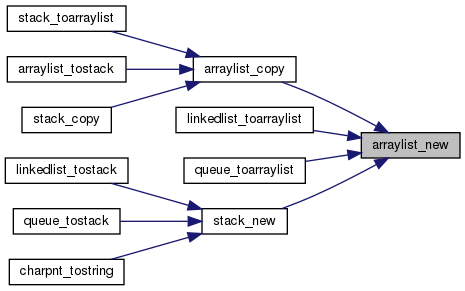 stack_toarraylist
arraylist_tostack
arraylist_copy
stack_copy
linkedlist_toarraylist
arraylist_new
linkedlist_tostack
queue_toarraylist
queue_tostack
stack_new
charpnt_tostring